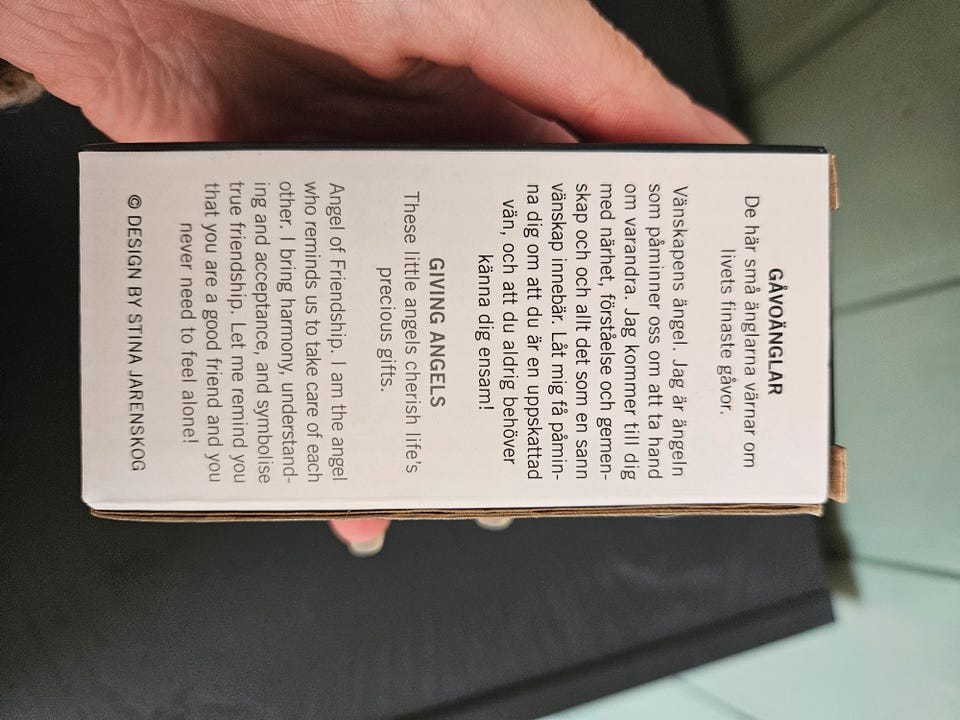 GÅVOÄNGLAR
De här små änglarna värnar om
livets finaste gåvor.
Vänskapens ängel. Jag är ängeln
som påminner oss om att ta hand
om varandra. Jag kommer till dig
med närhet, förståelse och gemen-
skap och och allt det som en sann
vänskap innebär. Låt mig få påmin-
na dig om att du är en uppskattad
vän, och att du aldrig behöver
känna dig ensam!
GIVING ANGELS
These little angels cherish life's
precious gifts.
Angel of Friendship. I am the angel
who reminds us to take care of each
other. I bring harmony, understand-
ing and acceptance, and symbolise
true friendship. Let me remind you
that you are a good friend and you
never need to feel alone!
© DESIGN BY STINA JARENSKOG